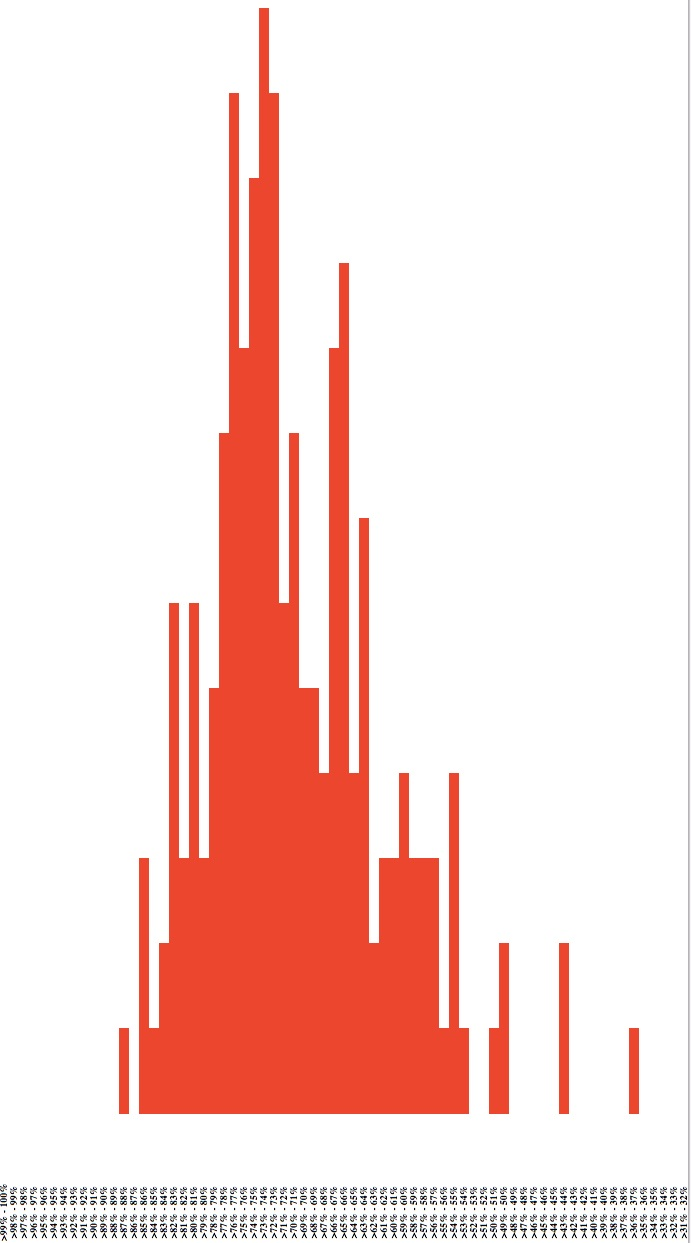 >99% - 100%
>98% - 99%
>97% - 98%
>96% - 97%
>95% - 96%
>94% - 95%
>93% - 94%
>92% - 93%
>91% - 92%
>90% - 91%
>89% - 90%
>88% - 89%
>87% - 88%
>86% - 87%
>85% - 86%
>84% - 85%
>83% - 84%
>82% - 83%
>81% - 82%
>80% - 81%
>79% - 80%
>78% - 79%
>77% - 78%
>76% - 77%
>75% - 76%
>74% - 75%
>73% - 74%
>72% - 73%
>71% - 72%
>70% - 71%
>69% - 70%
>68% - 69%
>67% - 68%
>66% - 67%
>65% - 66%
>64% - 65%
>63% - 64%
>62% - 63%
>61% - 62%
>60% - 61%
>59% - 60%
>58% - 59%
>57% - 58%
>56% - 57%
>55% - 56%
>54% - 55%
>53% - 54%
>52% - 53%
>51% - 52%
>50% - 51%
>49% - 50%
>48% - 49%
>47% - 48%
>46% - 47%
>45% - 46%
>44% - 45%
>43% - 44%
>42% - 43%
>41% - 42%
>40% - 41%
>39% - 40%
>38% - 39%
>37% - 38%
>36% - 37%
>35% - 36%
>34% - 35%
>33% - 34%
>32% - 33%
>31% - 32%